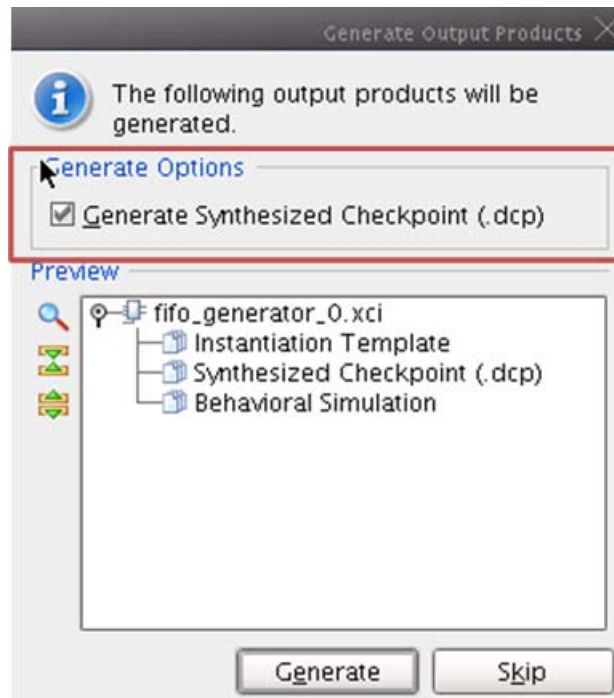 Generate Output Products
The following output products will be
generated.
Generate Options
Generate Synthesized Checkpoint (.dcp)
Preview
fifo_generator_0.xci
Instantiation Template
Synthesized Checkpoint (.dcp)
Behavioral Simulation
Generate
Skip